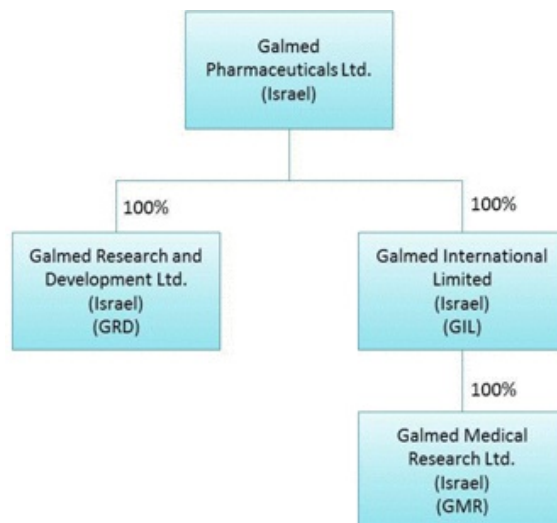 Galmed
Pharmaceuticals Ltd.
(Israel)
100%
100%
Galmed Research and
Development Ltd.
(Israel)
(GRD)
Galmed International
Limited
(Israel)
(GIL)
100%
Galmed Medical
Research Ltd.
(Israel)
(GMR)